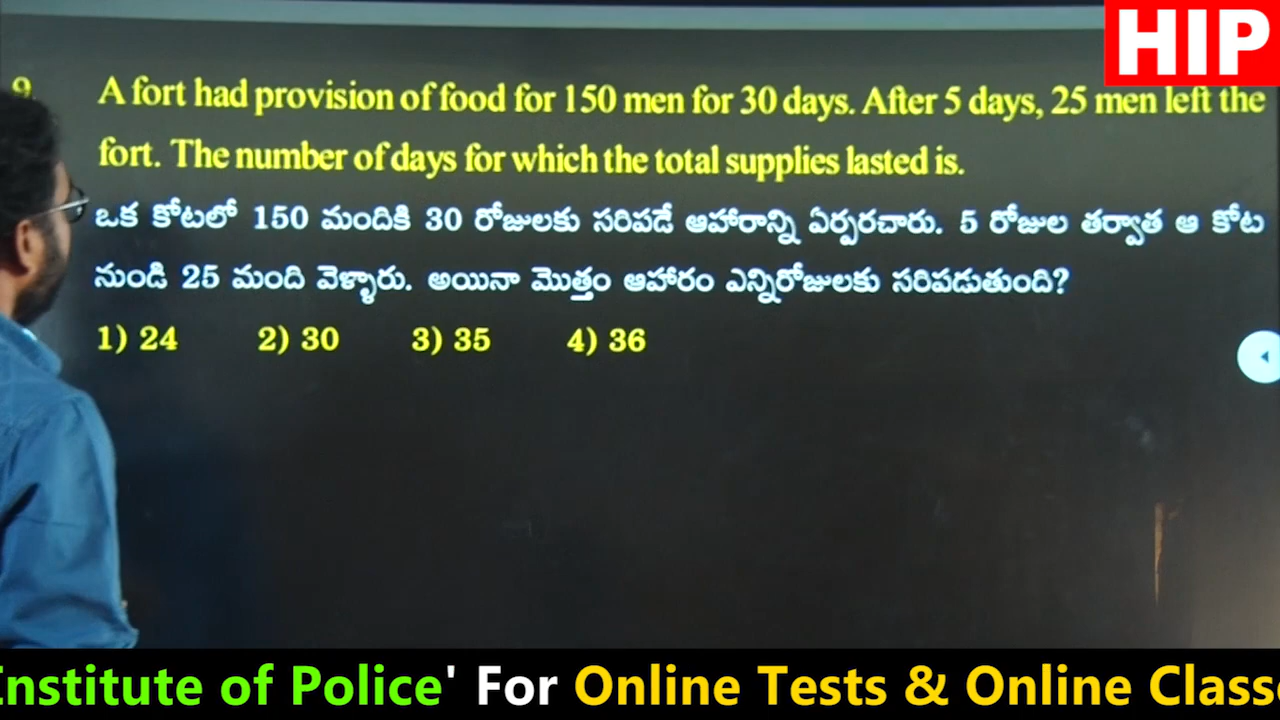 HIP
9. A fort had provision of food for 150 men for 30 days. After 5 days, 25 men left the
fort. The number of days for which the total supplies lasted is.
ఒక కోటలో 150 మందికి 30 రోజులకు సరిపడే ఆహారాన్ని ఏర్పరచారు. 5 రోజుల తర్వాత ఆ కోట
నుండి 25 మంది వెళ్ళారు. అయినా మొత్తం ఆహారం ఎన్నిరోజులకు సరిపడుతుంది?
1) 24 2) 30 3) 35 4) 36
Institute of Police' For Online Tests & Online Class